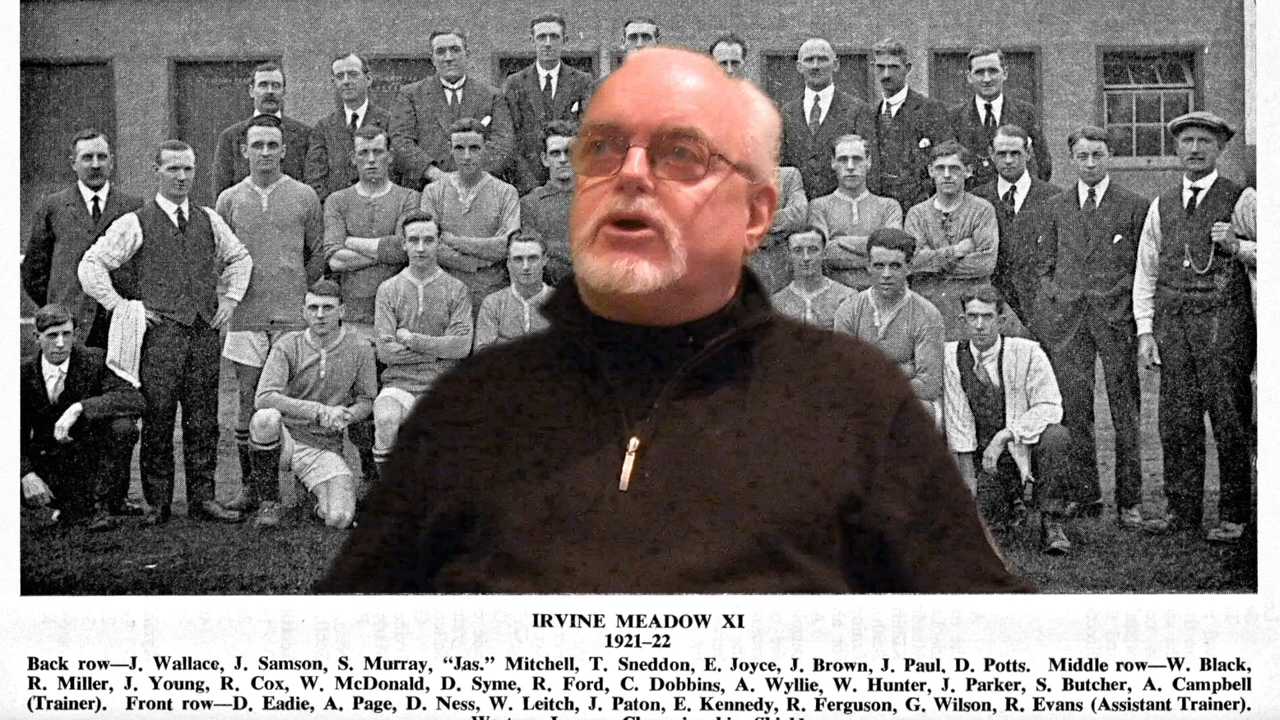 IRVINE MEADOW XI
1921–22
Back row—J. Wallace, J. Samson, S. Murray, “Jas.” Mitchell, T. Sneddon, E. Joyce, J. Brown, J. Paul, D. Potts. Middle row—W. Black,
R. Miller, J. Young, R. Cox, W. McDonald, D. Syme, R. Ford, C. Dobbins, A. Wyllie, W. Hunter, J. Parker, S. Butcher, A. Campbell
(Trainer). Front row—D. Eadie, A. Page, D. Ness, W. Leitch, J. Paton, E. Kennedy, R. Ferguson, G. Wilson, R. Evans (Assistant Trainer).